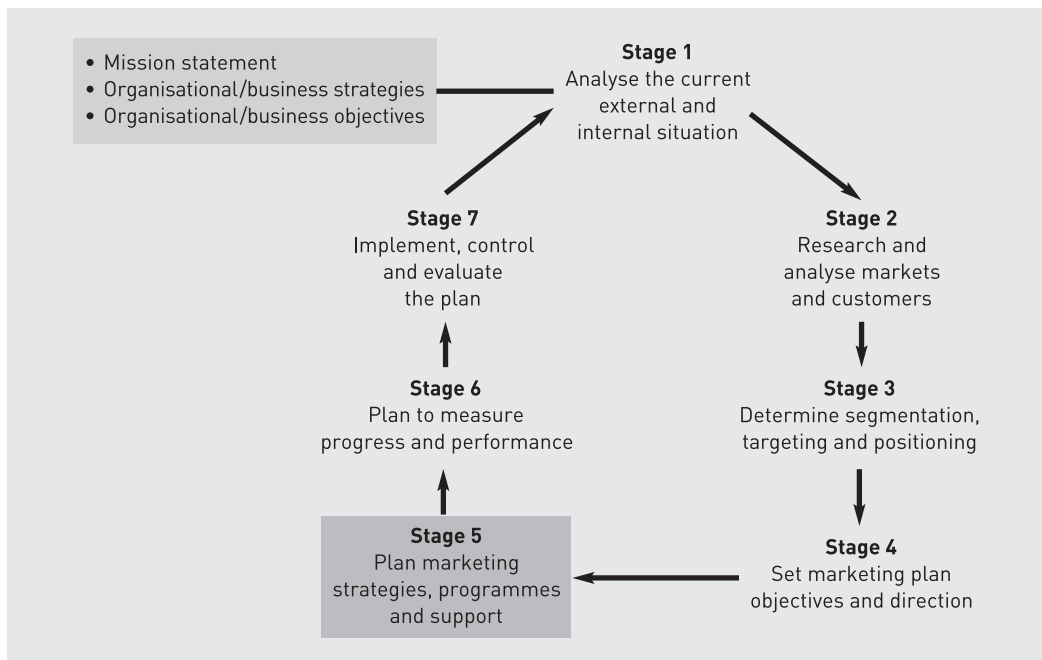 • Mission statement
• Organisational/business strategies
• Organisational/business objectives
Stage 1
Analyse the current
external and
internal situation
Stage 2
Research and
analyse markets
and customers
Stage 3
Determine segmentation,
targeting and positioning
Stage 4
Set marketing plan
objectives and direction
Stage 5
Plan marketing
strategies, programmes
and support
Stage 6
Plan to measure
progress and performance
Stage 7
Implement, control
and evaluate
the plan